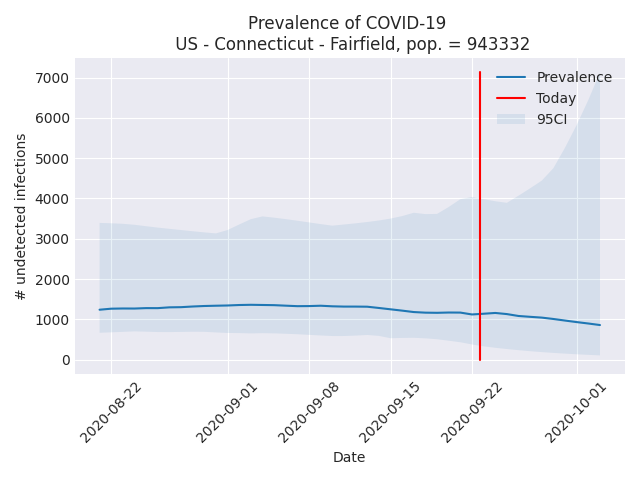 Prevalence of COVID-19
US - Connecticut - Fairfield, pop. = 943332
7000
6000
5000
4000
3000
2000
1000
0
# undetected infections
Prevalence
Today
95CI
2020-08-22
2020-09-01
2020-09-08
2020-09-15
2020-09-22
2020-10-01
Date